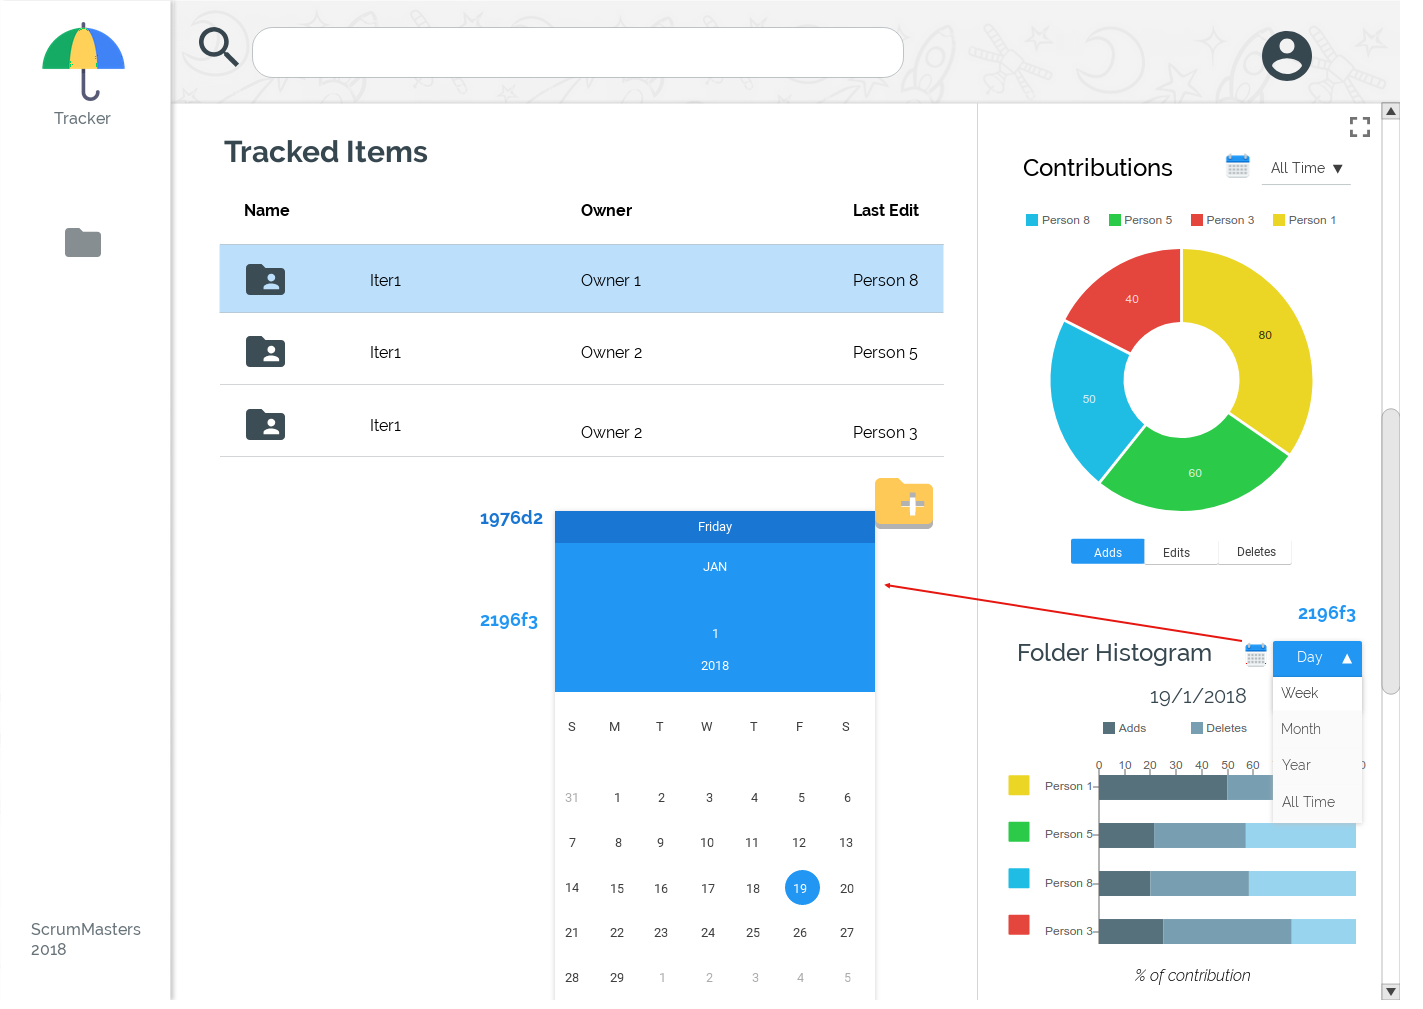 Tracker
ScrumMasters
2018
Tracked Items
Name Owner Last Edit
Iter1 Owner 1 Person 8
Iter1 Owner 2 Person 5
Iter1 Owner 2 Person 3
1976d2
2196f3
Friday
JAN
1
2018
S M T W T F S
31 1 2 3 4 5 6
7 8 9 10 11 12 13
14 15 16 17 18 19 20
21 22 23 24 25 26 27
28 29 1 2 3 4 5
Contributions All Time ▼
Person 8 Person 5 Person 3 Person 1
40
80
50
60
Adds Edits Deletes
2196f3
Folder Histogram Day ▲
Week
Month
Year
All Time
19/1/2018
Adds Deletes
0 10 20 30 40 50 60
Person 1
Person 5
Person 8
Person 3
% of contribution